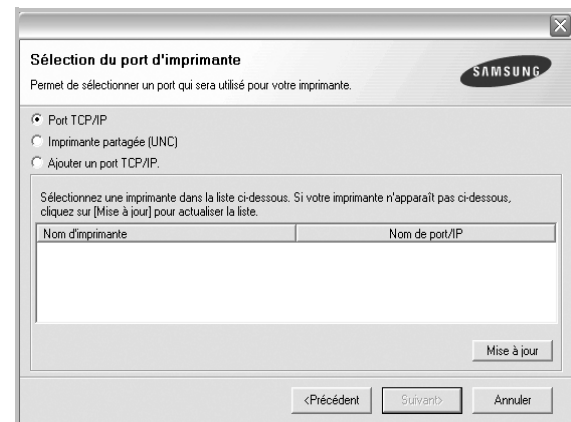 Sélection du port d'imprimante
Permet de sélectionner un port qui sera utilisé pour votre imprimante.
SAMSUNG
Port TCP/IP
Imprimante partagée (UNC)
Ajouter un port TCP/IP.
Sélectionnez une imprimante dans la liste ci-dessous. Si votre imprimante n'apparaît pas ci-dessous,
cliquez sur [Mise à jour] pour actualiser la liste.
Nom d'imprimante Nom de port/IP
Mise à jour
<Précédent Suivant> Annuler